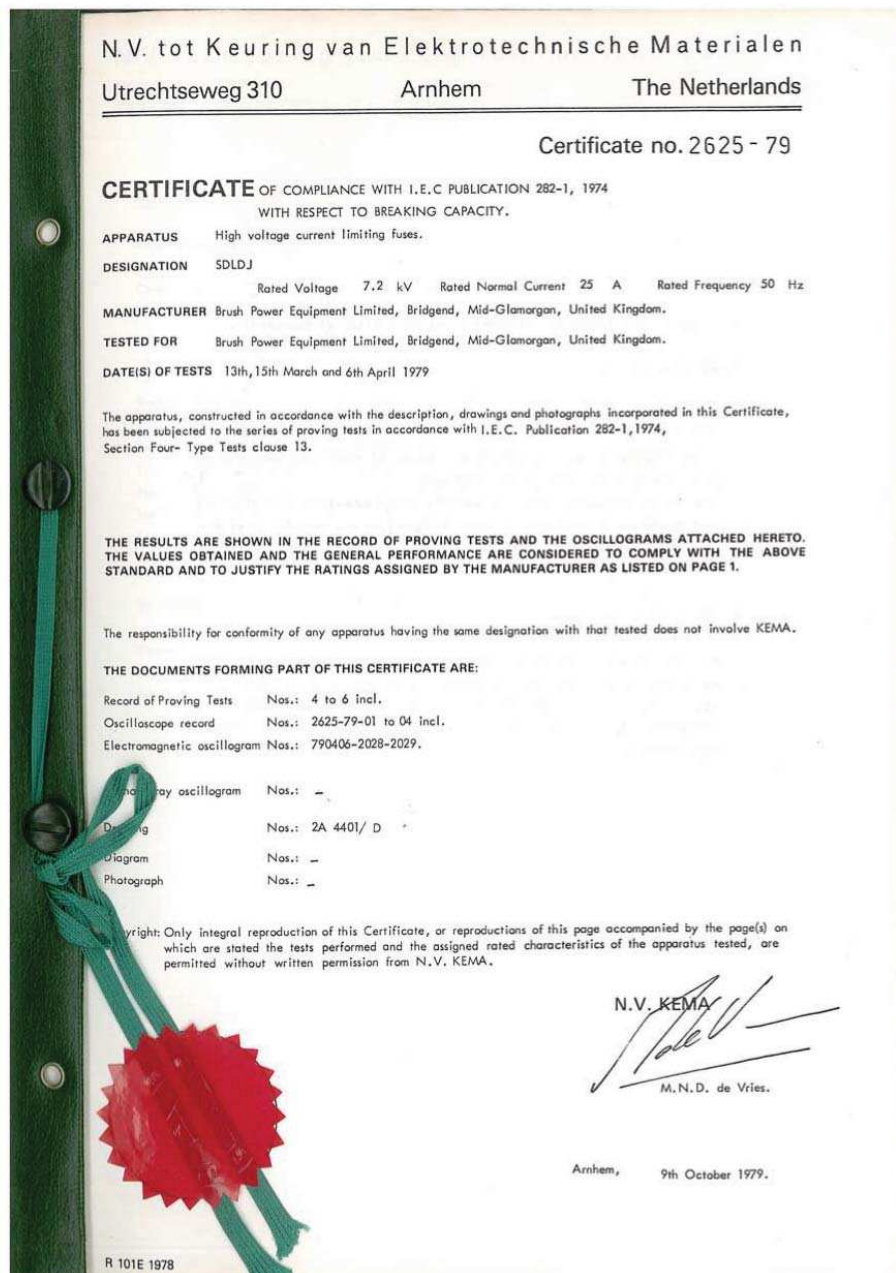 N.V. tot Keuring van Elektrotechnische Materialen
Utrechtseweg 310 Arnhem The Netherlands
Certificate no. 2625-79
CERTIFICATE OF COMPLIANCE WITH I.E.C PUBLICATION 282-1, 1974
WITH RESPECT TO BREAKING CAPACITY.
APPARATUS High voltage current limiting fuses.
DESIGNATION SDLDJ
Rated Voltage 7.2 kV Rated Normal Current 25 A Rated Frequency 50 Hz
MANUFACTURER Brush Power Equipment Limited, Bridgend, Mid-Glamorgan, United Kingdom.
TESTED FOR Brush Power Equipment Limited, Bridgend, Mid-Glamorgan, United Kingdom.
DATE(S) OF TESTS 13th, 15th March and 6th April 1979
The apparatus, constructed in accordance with the description, drawings and photographs incorporated in this Certificate,
has been subjected to the series of proving tests in accordance with I.E.C. Publication 282-1, 1974,
Section Four- Type Tests clause 13.
THE RESULTS ARE SHOWN IN THE RECORD OF PROVING TESTS AND THE OSCILLOGRAMS ATTACHED HERETO.
THE VALUES OBTAINED AND THE GENERAL PERFORMANCE ARE CONSIDERED TO COMPLY WITH THE ABOVE
STANDARD AND TO JUSTIFY THE RATINGS ASSIGNED BY THE MANUFACTURER AS LISTED ON PAGE 1.
The responsibility for conformity of any apparatus having the same designation with that tested does not involve KEMA.
THE DOCUMENTS FORMING PART OF THIS CERTIFICATE ARE:
Record of Proving Tests Nos.: 4 to 6 incl.
Oscilloscope record Nos.: 2625-79-01 to 04 incl.
Electromagnetic oscillogram Nos.: 790406-2028-2029.
ray oscillogram Nos.: -
Nos.: 2A 4401/ D
Diagram Nos.: -
Photograph Nos.: -
yright: Only integral reproduction of this Certificate, or reproductions of this page accompanied by the page(s) on
which are stated the tests performed and the assigned rated characteristics of the apparatus tested, are
permitted without written permission from N.V. KEMA.
N.V. KEMA
M.N.D. de Vries.
Arnhem, 9th October 1979.
R 101E 1978